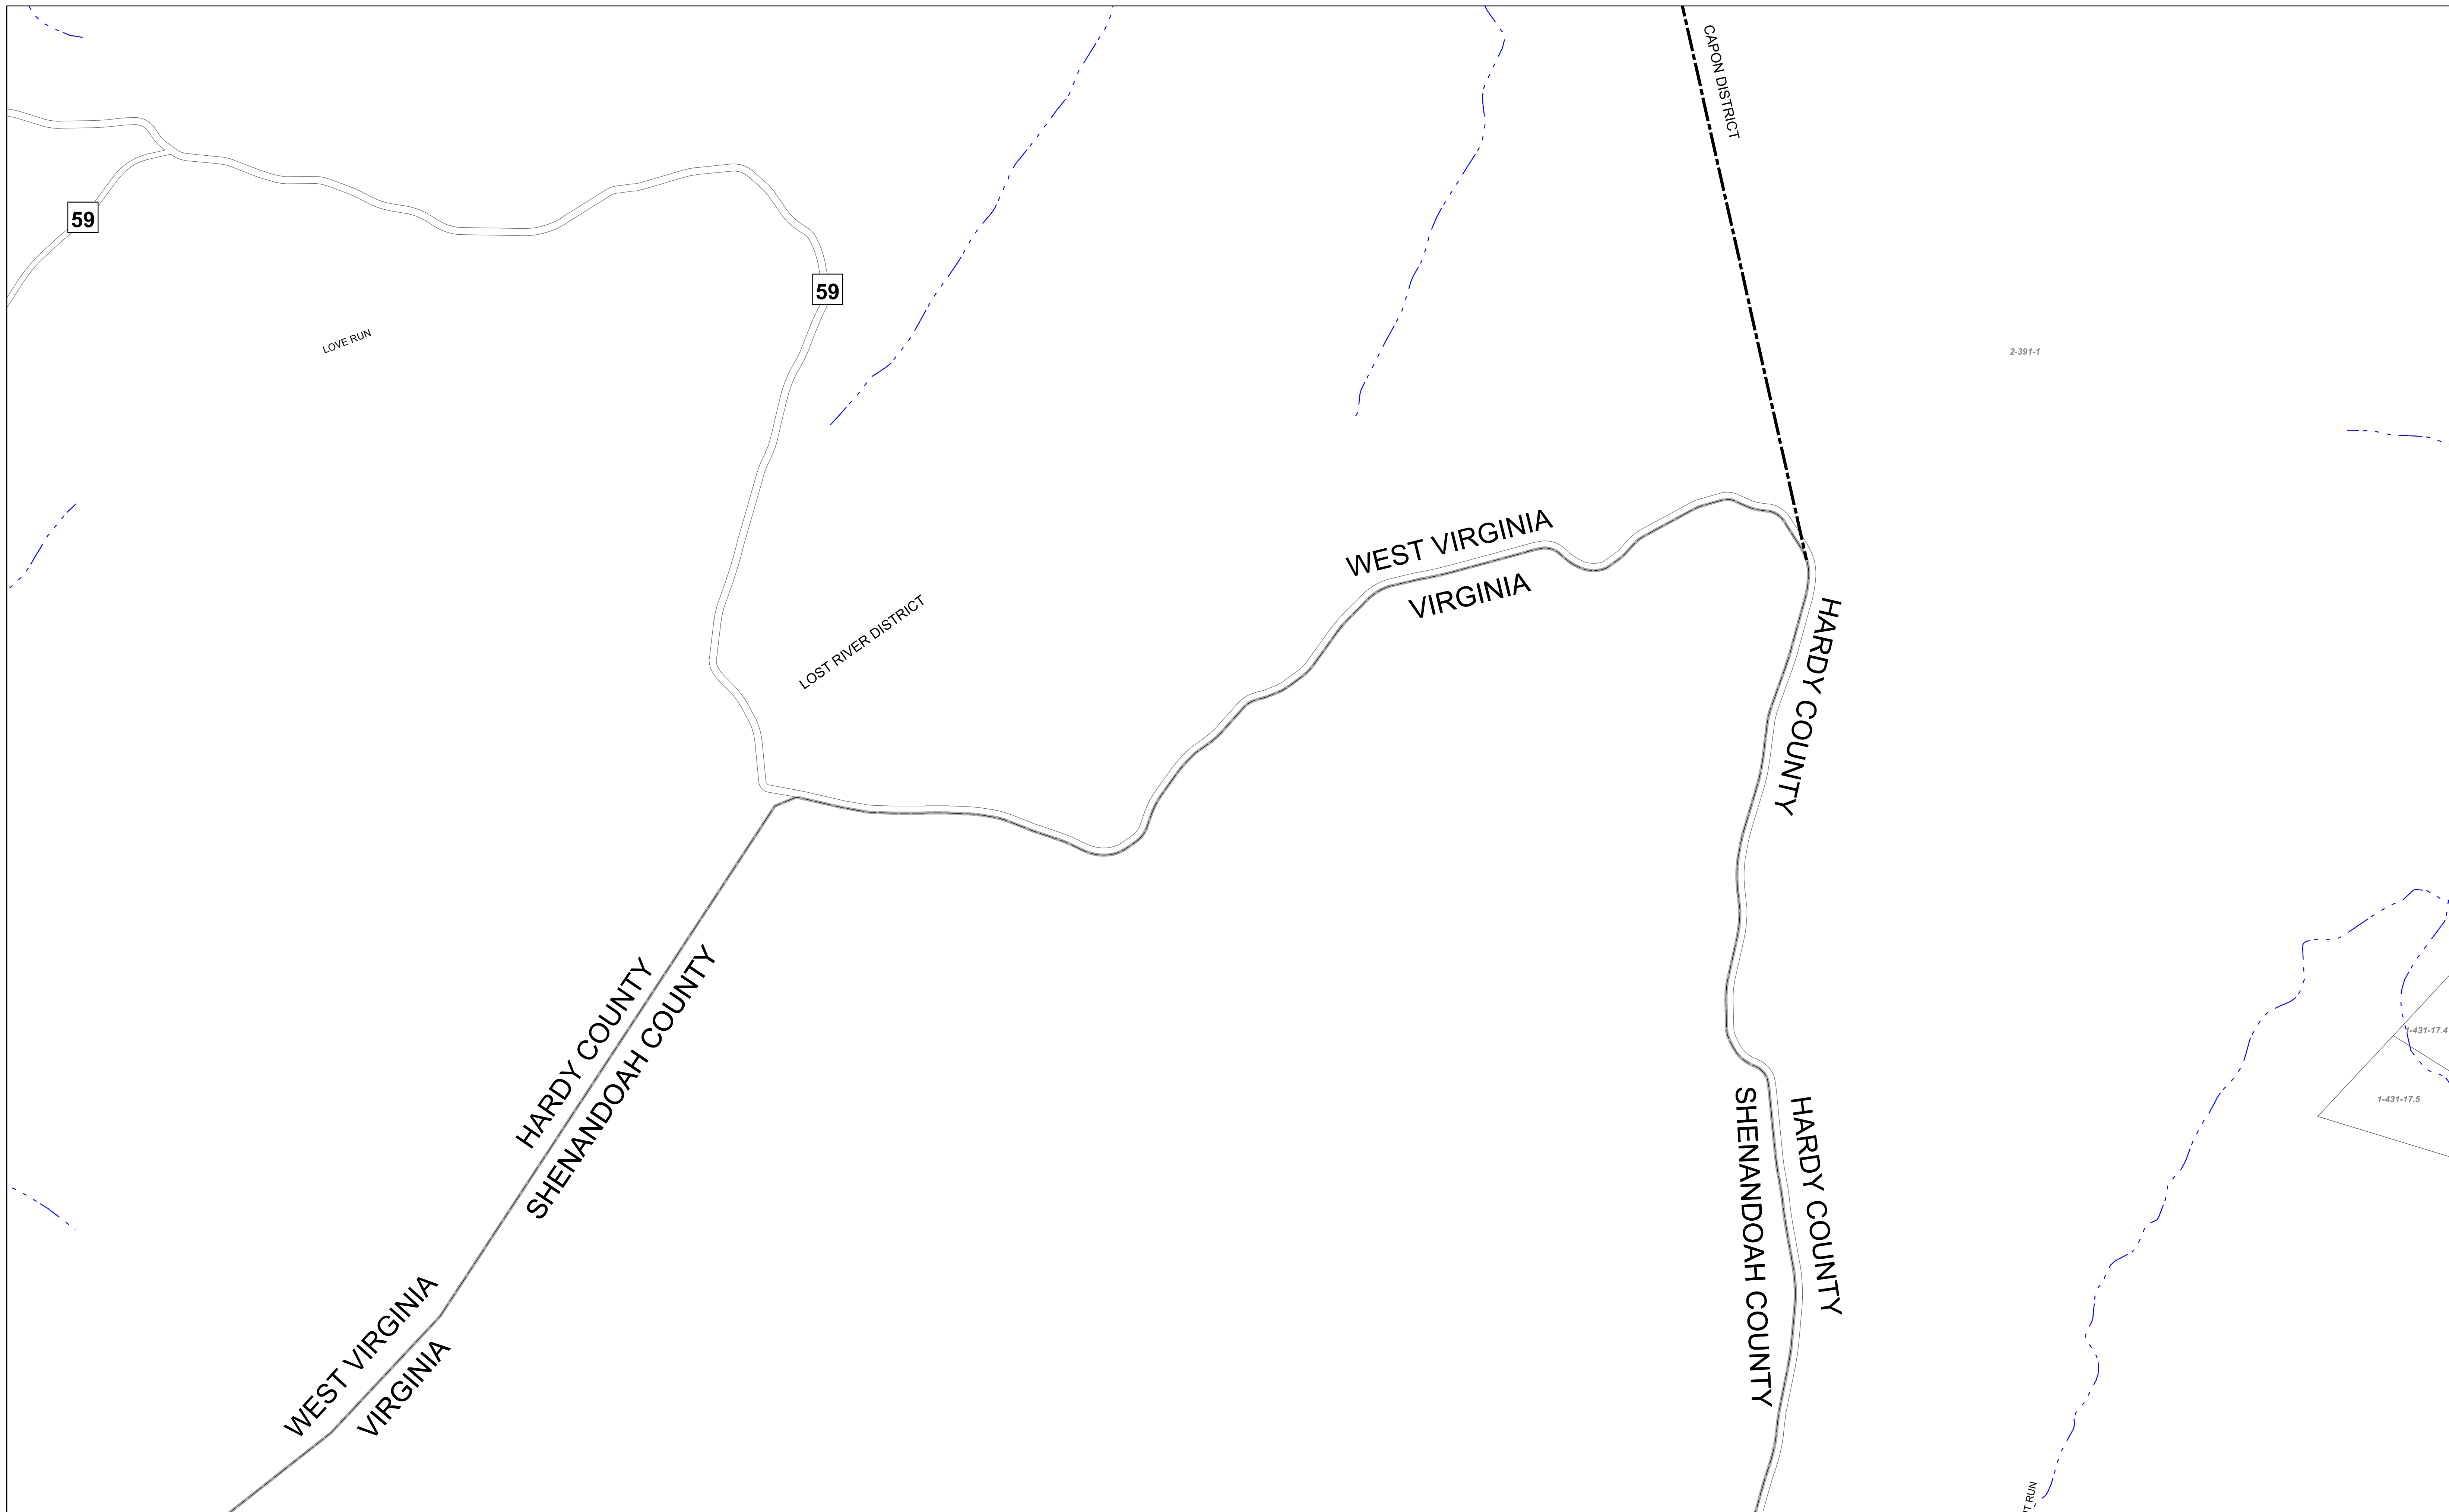 CAPON DISTRICT
59
59
LOVE RUN
2-391-1
WEST VIRGINIA
VIRGINIA
LOST RIVER DISTRICT
HARDY COUNTY
HARDY COUNTY
SHENANDOAH COUNTY
1-431-17.4
1-431-17.5
SHENANDOAH COUNTY
HARDY COUNTY
WEST VIRGINIA
VIRGINIA
RUN